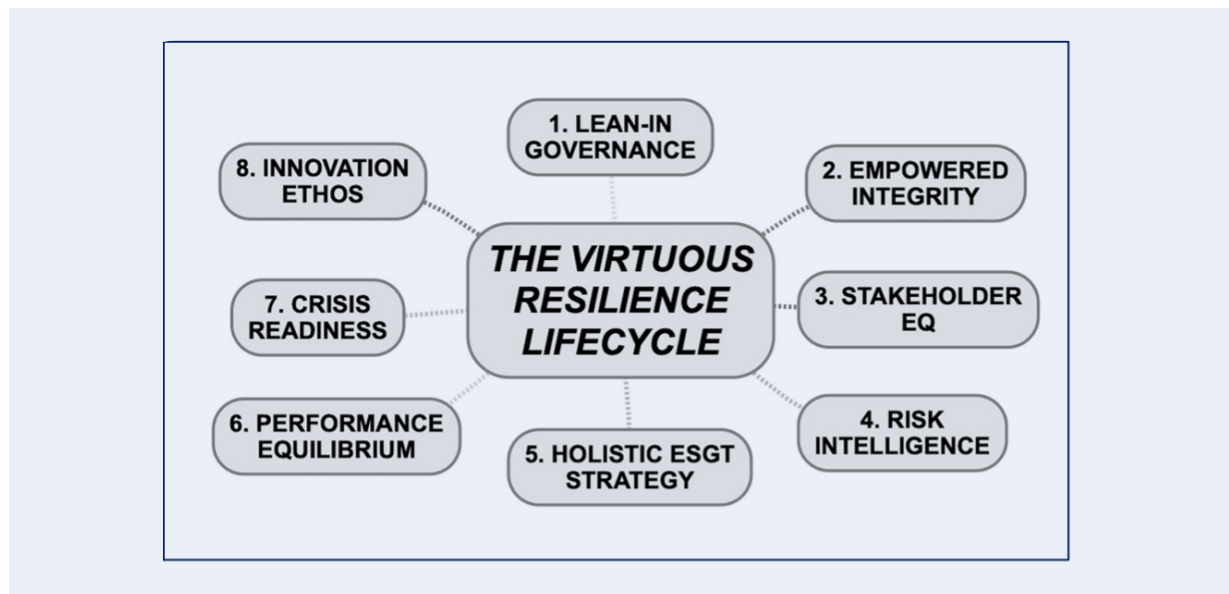 THE VIRTUOUS
RESILIENCE
LIFECYCLE
1. LEAN-IN
GOVERNANCE
2. EMPOWERED
INTEGRITY
3. STAKEHOLDER
EQ
4. RISK
INTELLIGENCE
5. HOLISTIC ESGT
STRATEGY
6. PERFORMANCE
EQUILIBRIUM
7. CRISIS
READINESS
8. INNOVATION
ETHOS